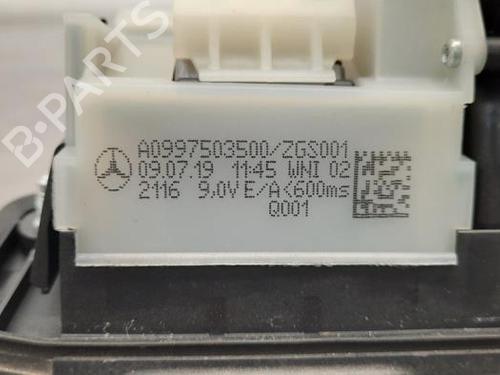 B-PARTS
A0997503500/ZGS001
09.07.19 11:45 WNI 02
2116 9.0V E/A<600ms
Q001